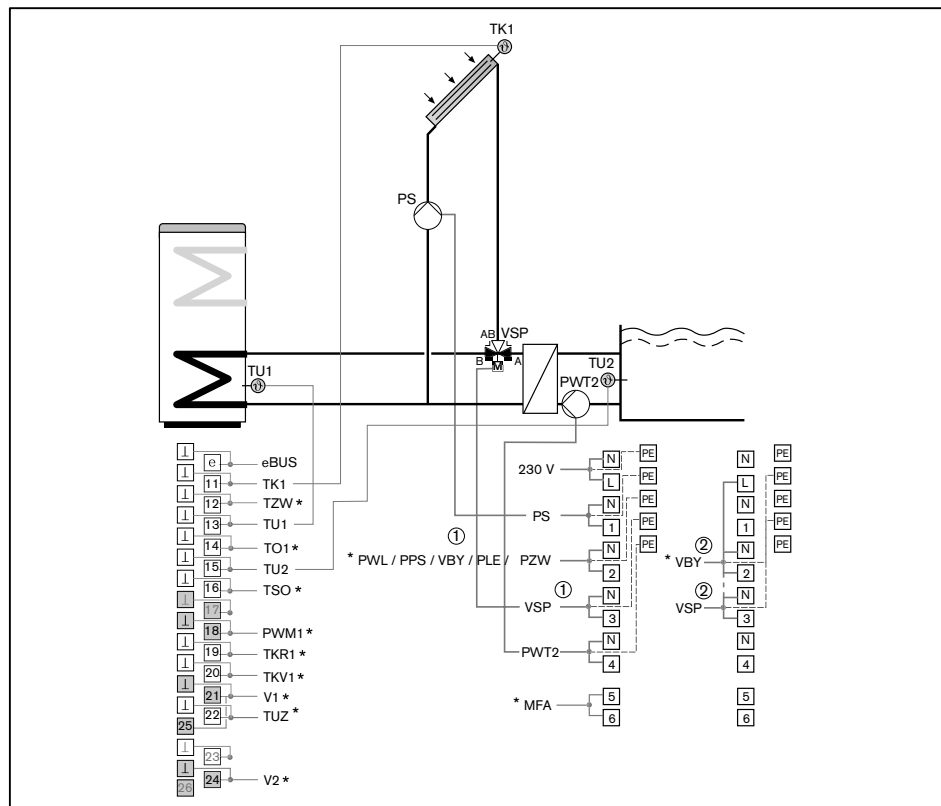 TK1
PS
AB VSP
B A
M
TU1
TU2
PWT2
⊥
e eBUS
⊥
11 TK1
⊥
12 TZW *
⊥
13 TU1
⊥
14 TO1*
⊥
15 TU2
⊥
16 TSO *
⊥
17
⊥
18 PWM1*
⊥
19 TKR1*
⊥
20 TKV1*
⊥
21 V1 *
⊥
22 TUZ *
25
⊥
23
⊥
24 V2 *
26
N PE
230 V
L PE
N
PS PE
1
① N PE
* PWL / PPS / VBY / PLE / PZW
2 PE
① N
VSP
3
N
PWT2
4
* MFA 5
6
N PE
L PE
N
PE
1
② N PE
* VBY
2 PE
② N
VSP
3
N
4
5
6